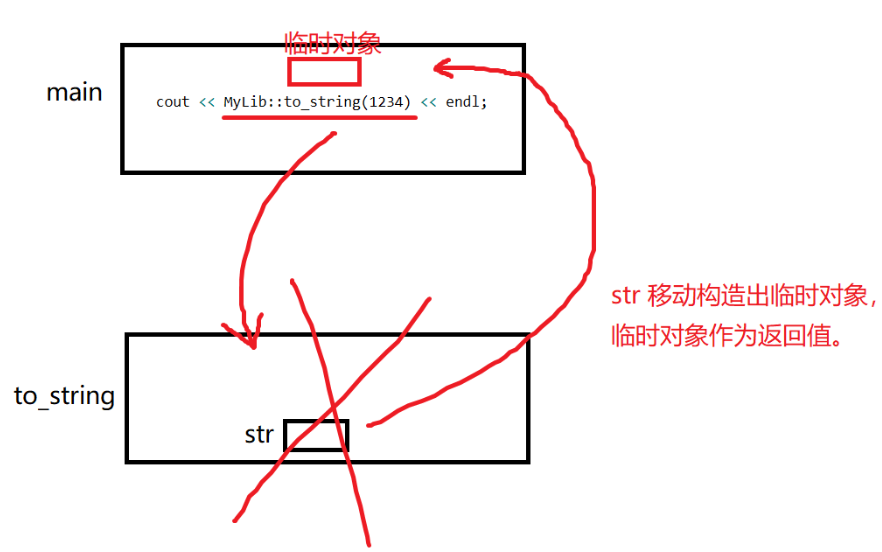 临时对象
main
cout << MyLib::to_string(1234) << endl;
str 移动构造出临时对象，
临时对象作为返回值。
to_string
str